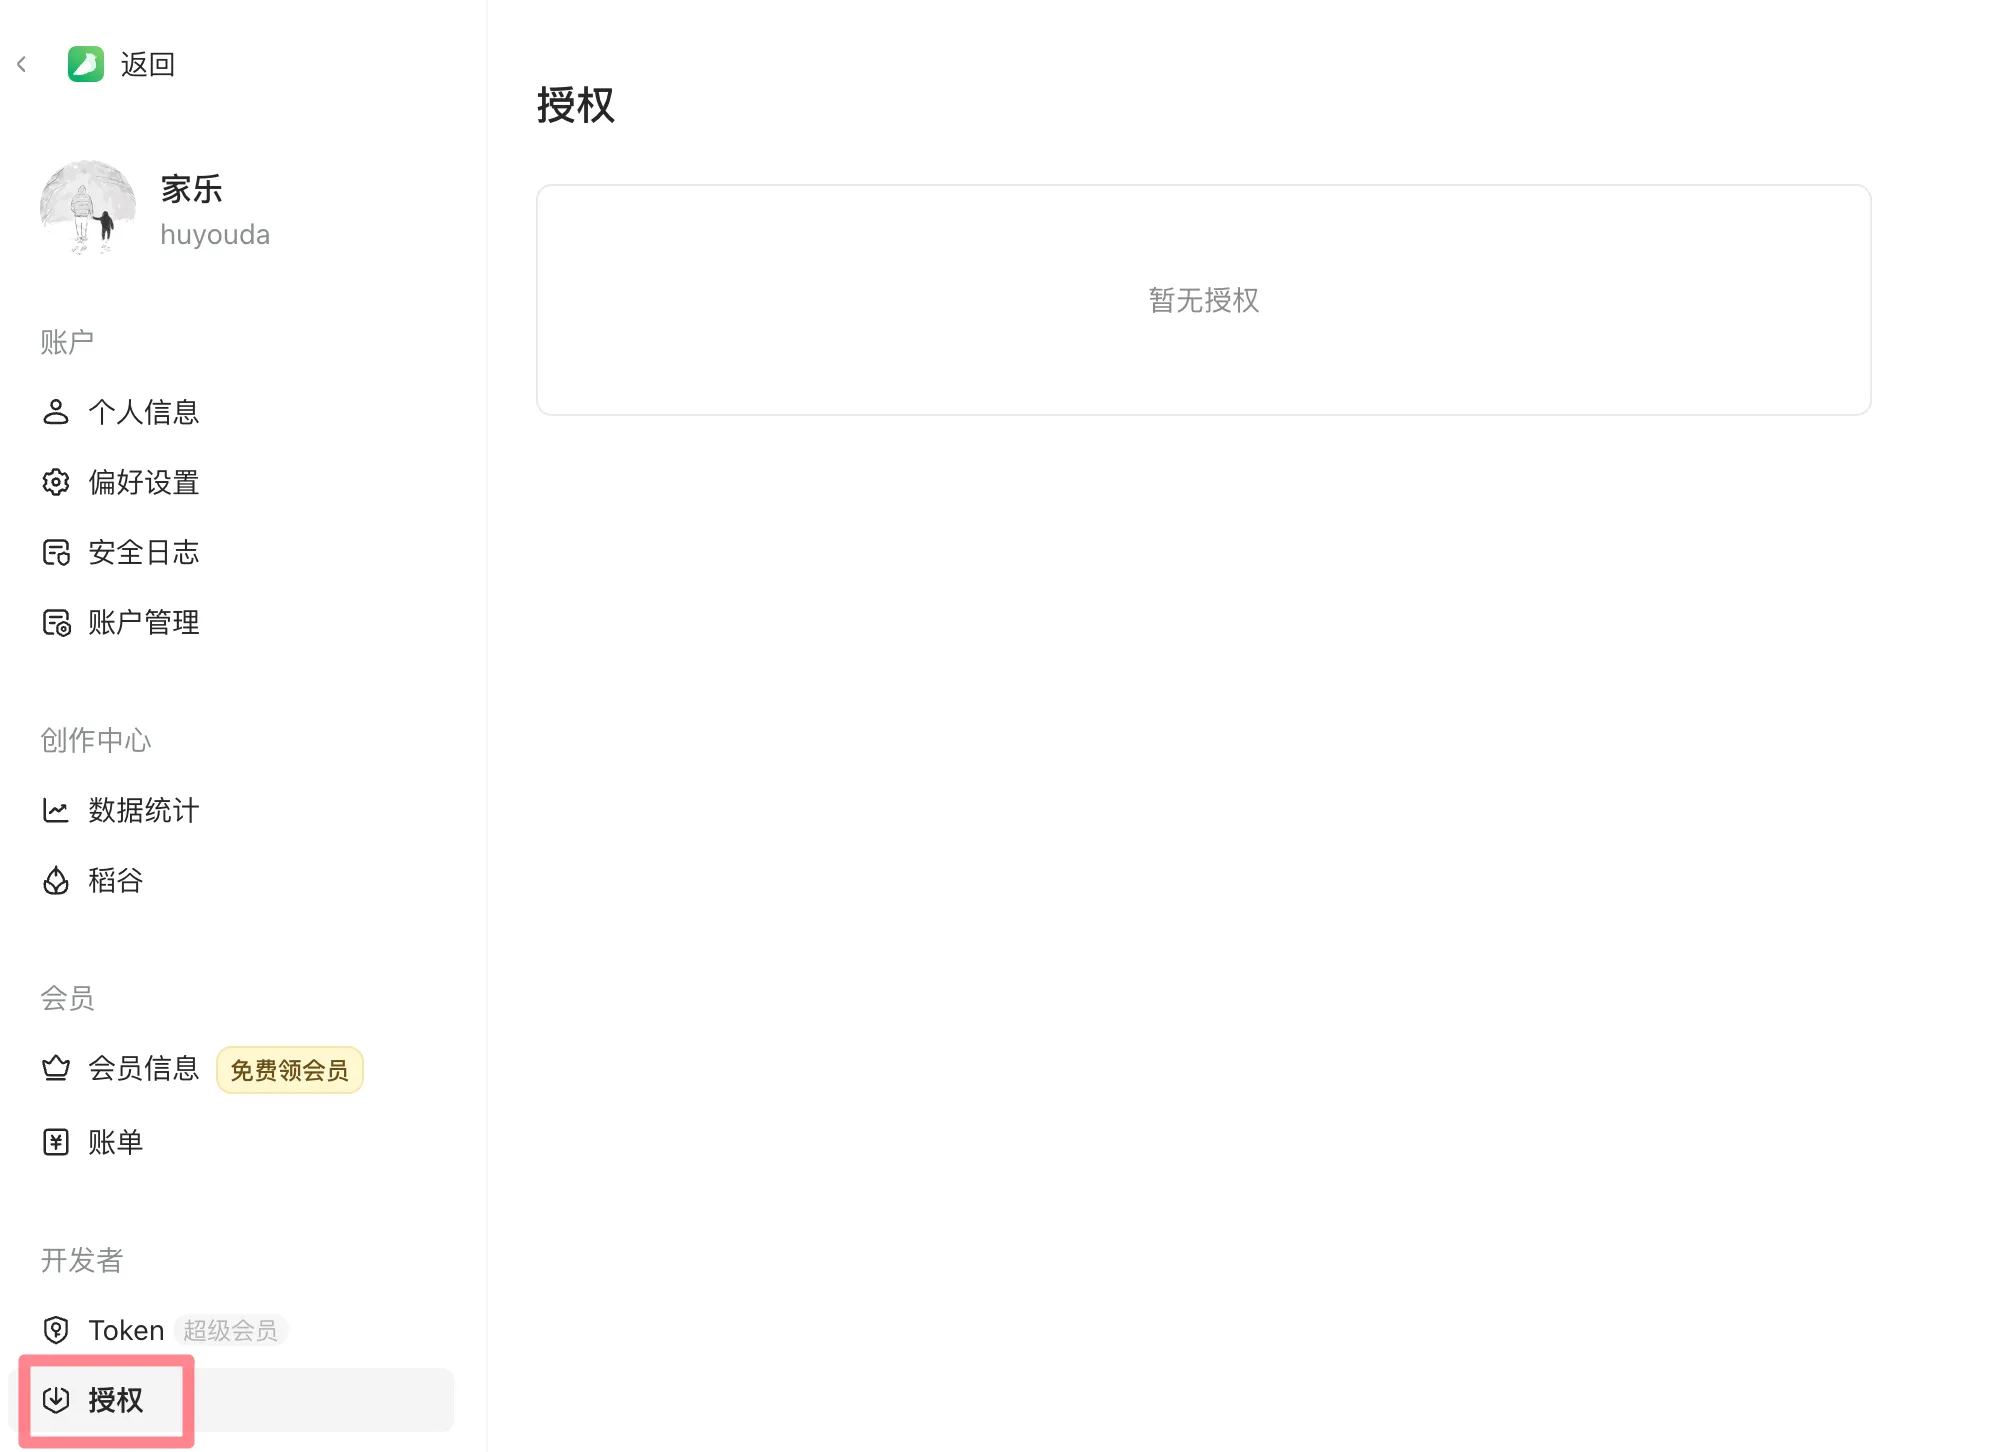 返回
家乐
huyouda
账户
个人信息
偏好设置
安全日志
账户管理
创作中心
数据统计
稻谷
会员
会员信息 免费领会员
账单
开发者
Token 超级会员
授权
授权
暂无授权